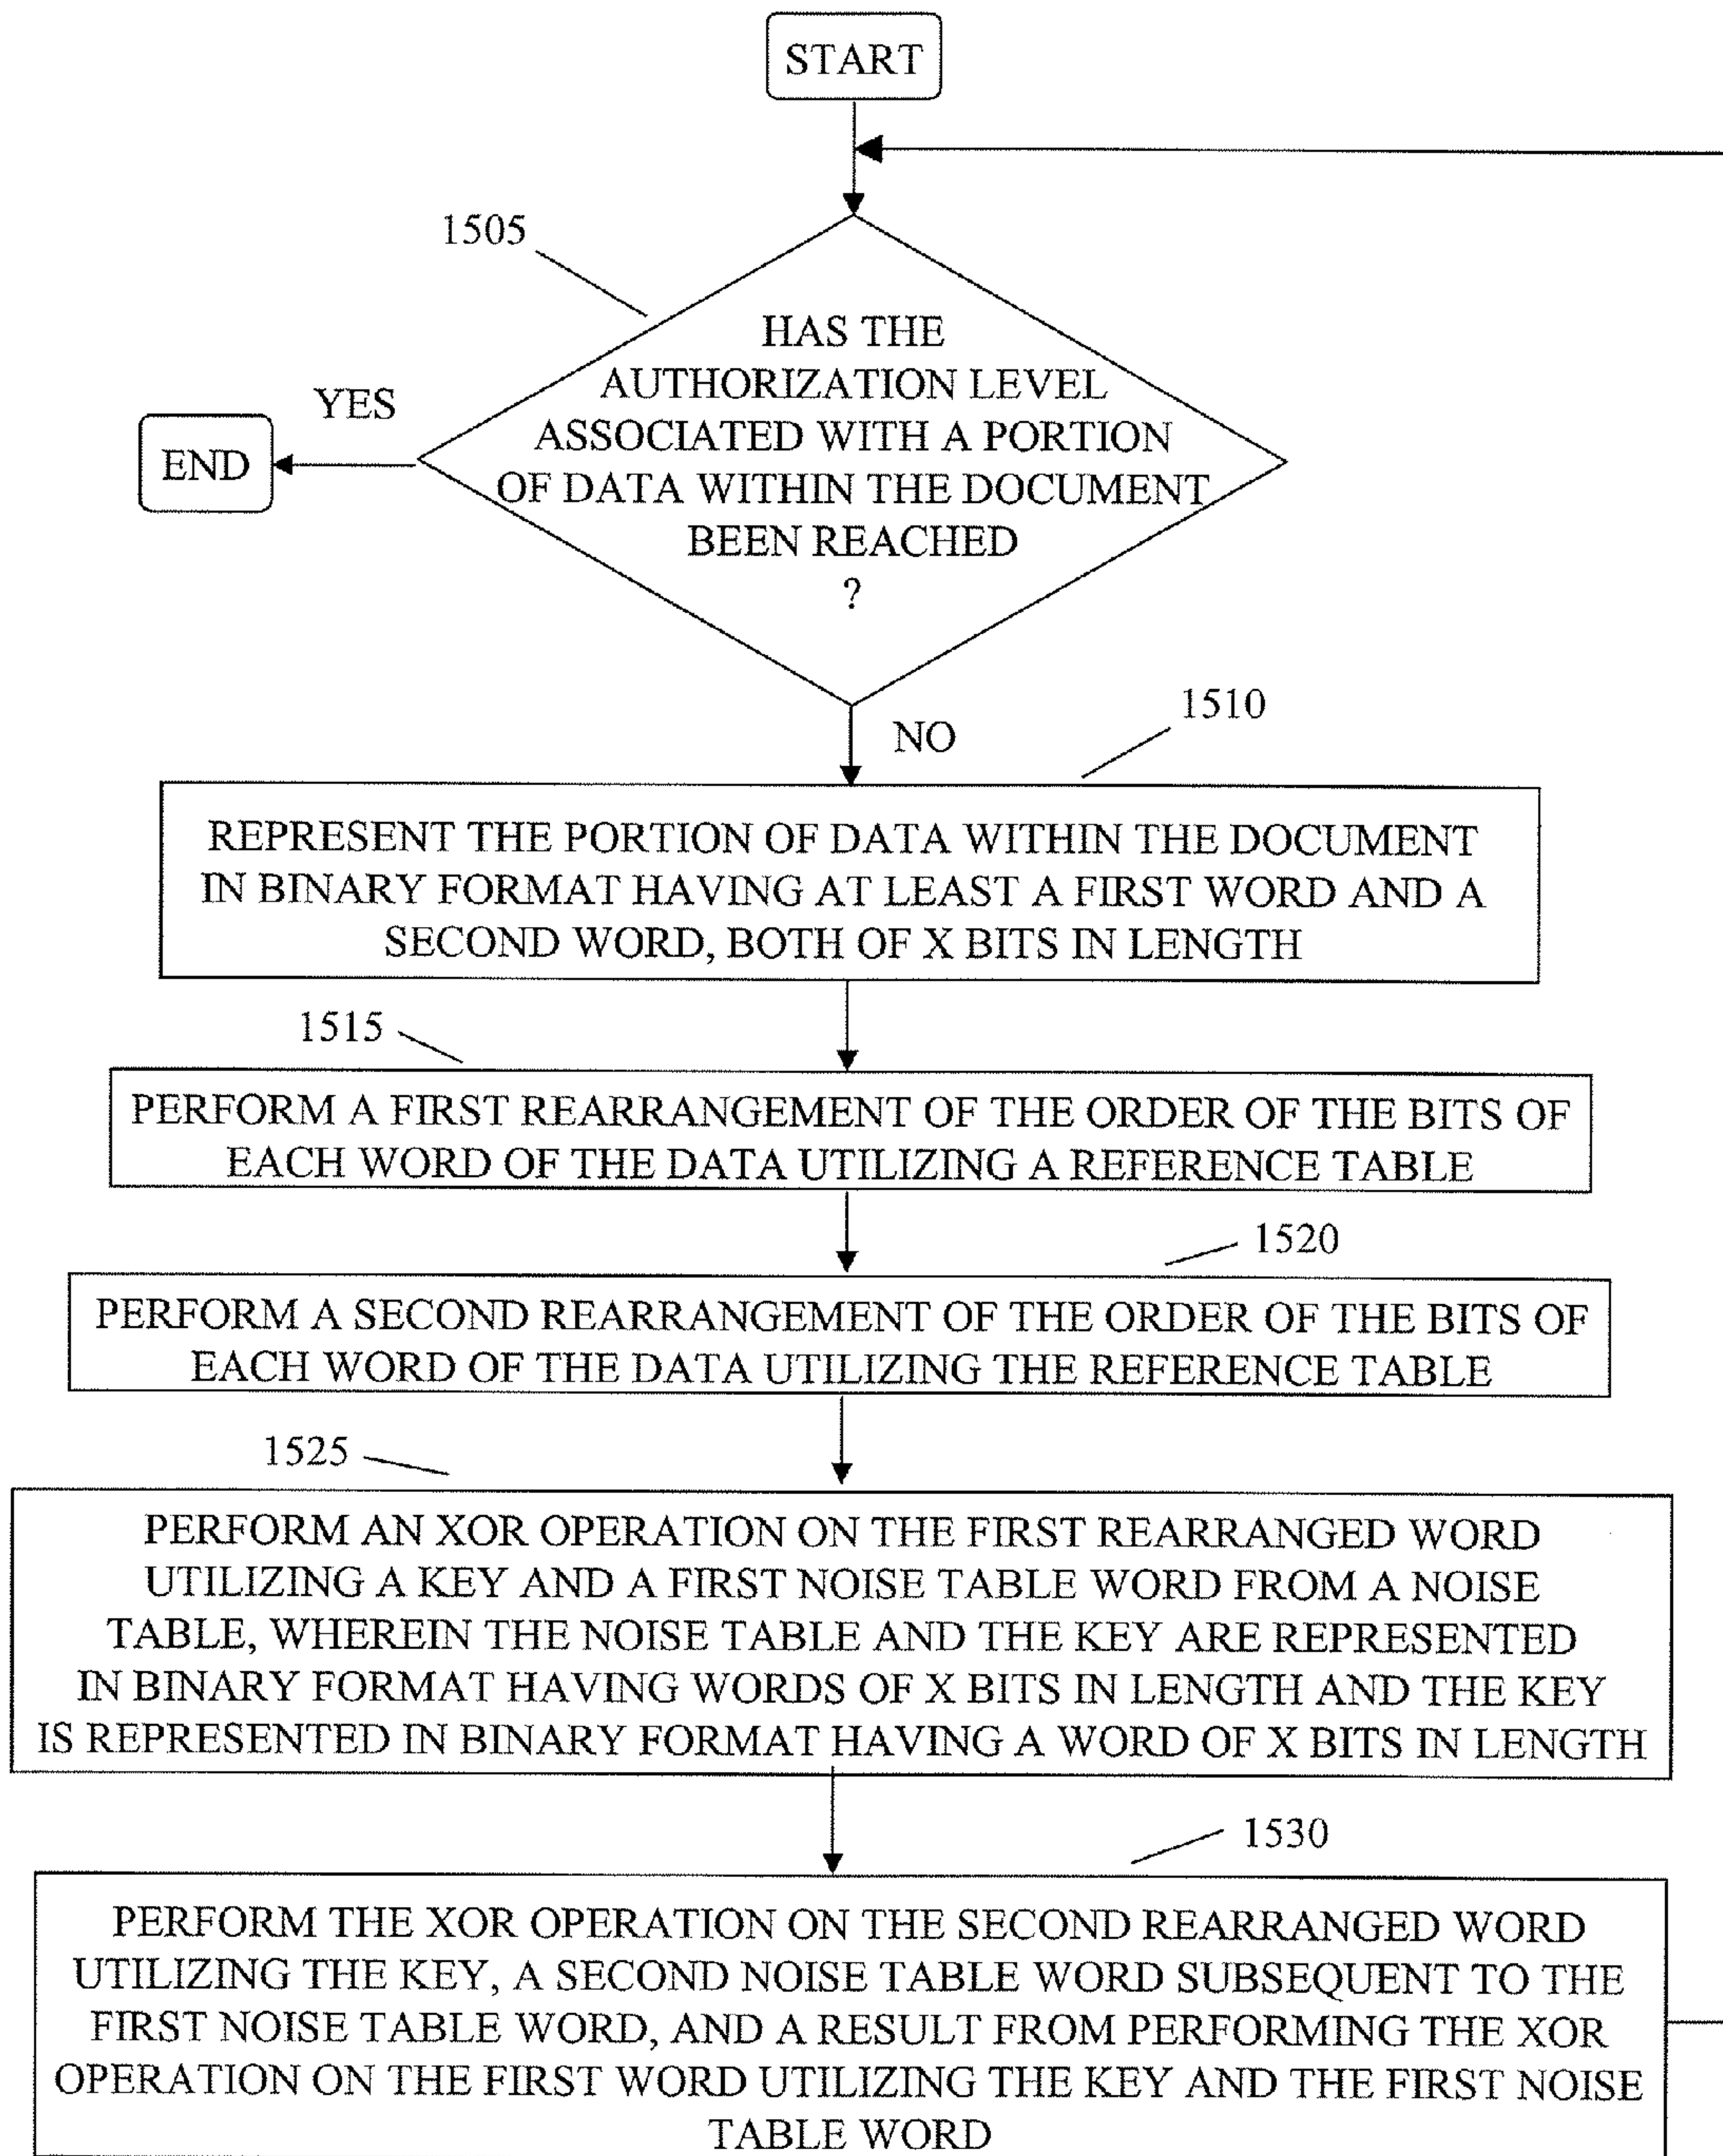 START
1505
HAS THE
AUTHORIZATION LEVEL
ASSOCIATED WITH A PORTION
OF DATA WITHIN THE DOCUMENT
BEEN REACHED
?
YES
END
NO
1510
REPRESENT THE PORTION OF DATA WITHIN THE DOCUMENT
IN BINARY FORMAT HAVING AT LEAST A FIRST WORD AND A
SECOND WORD, BOTH OF X BITS IN LENGTH
1515
PERFORM A FIRST REARRANGEMENT OF THE ORDER OF THE BITS OF
EACH WORD OF THE DATA UTILIZING A REFERENCE TABLE
1520
PERFORM A SECOND REARRANGEMENT OF THE ORDER OF THE BITS OF
EACH WORD OF THE DATA UTILIZING THE REFERENCE TABLE
1525
PERFORM AN XOR OPERATION ON THE FIRST REARRANGED WORD
UTILIZING A KEY AND A FIRST NOISE TABLE WORD FROM A NOISE
TABLE, WHEREIN THE NOISE TABLE AND THE KEY ARE REPRESENTED
IN BINARY FORMAT HAVING WORDS OF X BITS IN LENGTH AND THE KEY
IS REPRESENTED IN BINARY FORMAT HAVING A WORD OF X BITS IN LENGTH
1530
PERFORM THE XOR OPERATION ON THE SECOND REARRANGED WORD
UTILIZING THE KEY, A SECOND NOISE TABLE WORD SUBSEQUENT TO THE
FIRST NOISE TABLE WORD, AND A RESULT FROM PERFORMING THE XOR
OPERATION ON THE FIRST WORD UTILIZING THE KEY AND THE FIRST NOISE
TABLE WORD